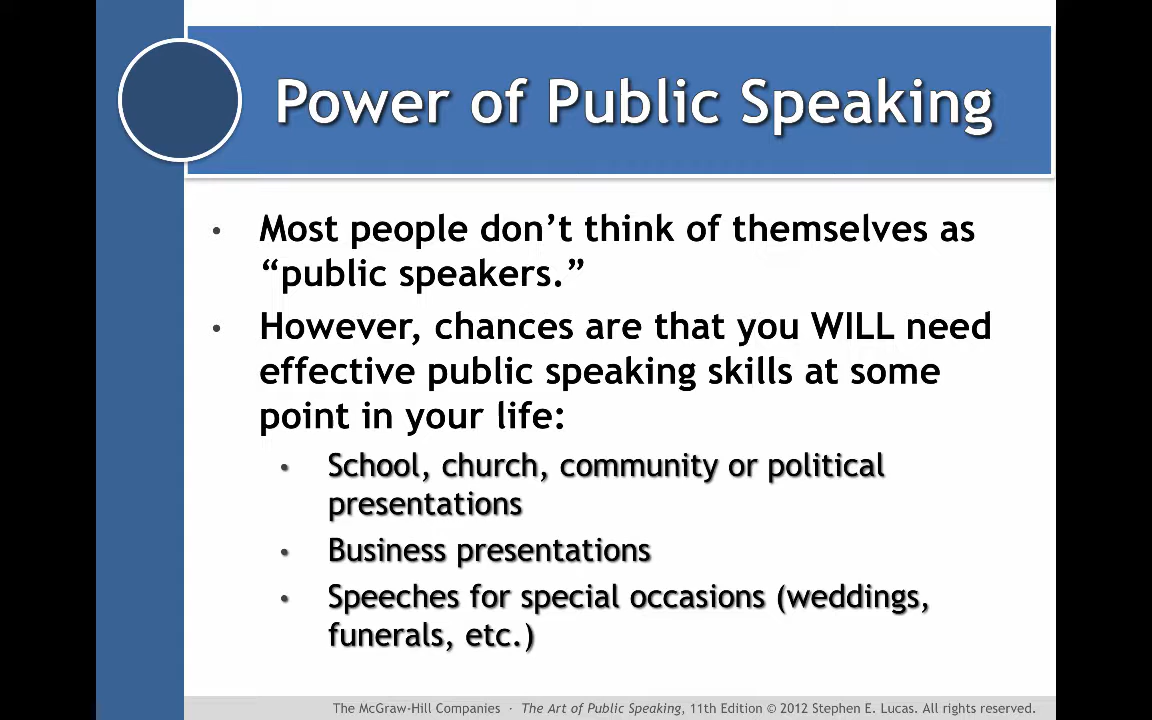 Power of Public Speaking
• Most people don’t think of themselves as
“public speakers.”
• However, chances are that you WILL need
effective public speaking skills at some
point in your life:
• School, church, community or political
presentations
• Business presentations
• Speeches for special occasions (weddings,
funerals, etc.)
The McGraw-Hill Companies · The Art of Public Speaking, 11th Edition © 2012 Stephen E. Lucas. All rights reserved.